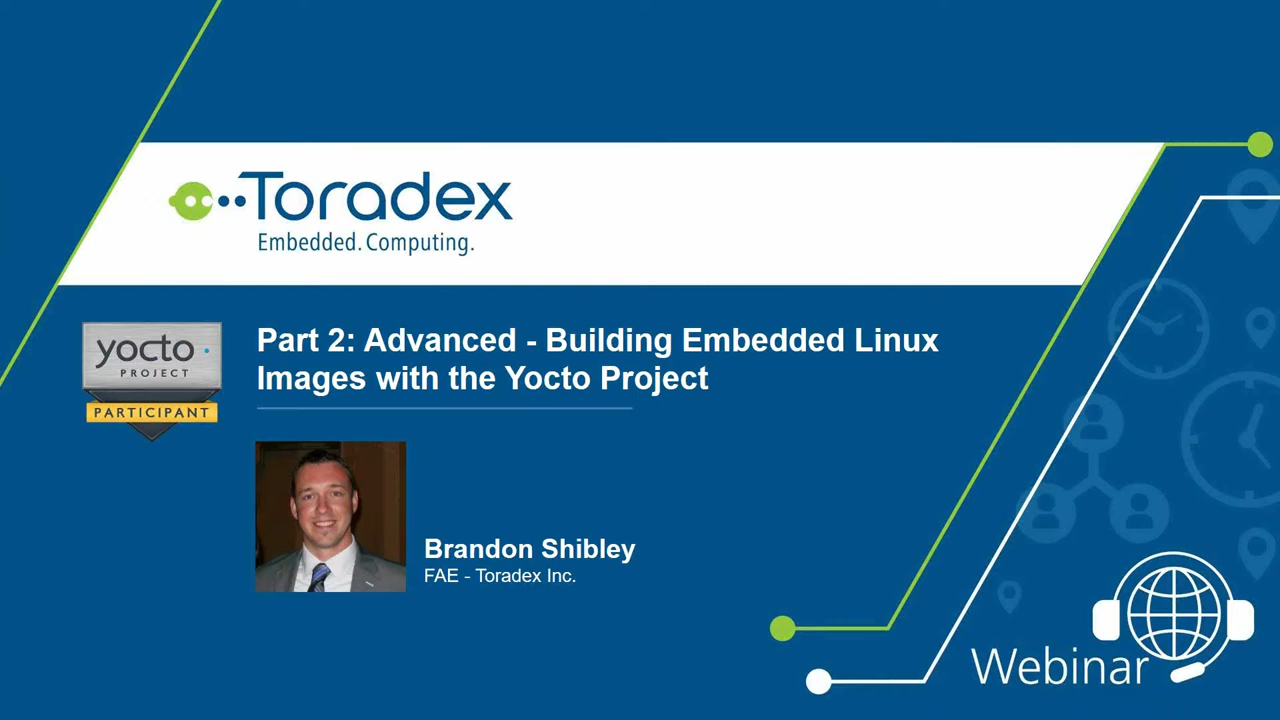 Toradex
Embedded. Computing.
yocto
PROJECT
PARTICIPANT
Part 2: Advanced - Building Embedded Linux
Images with the Yocto Project
Brandon Shibley
FAE - Toradex Inc.
Webinar